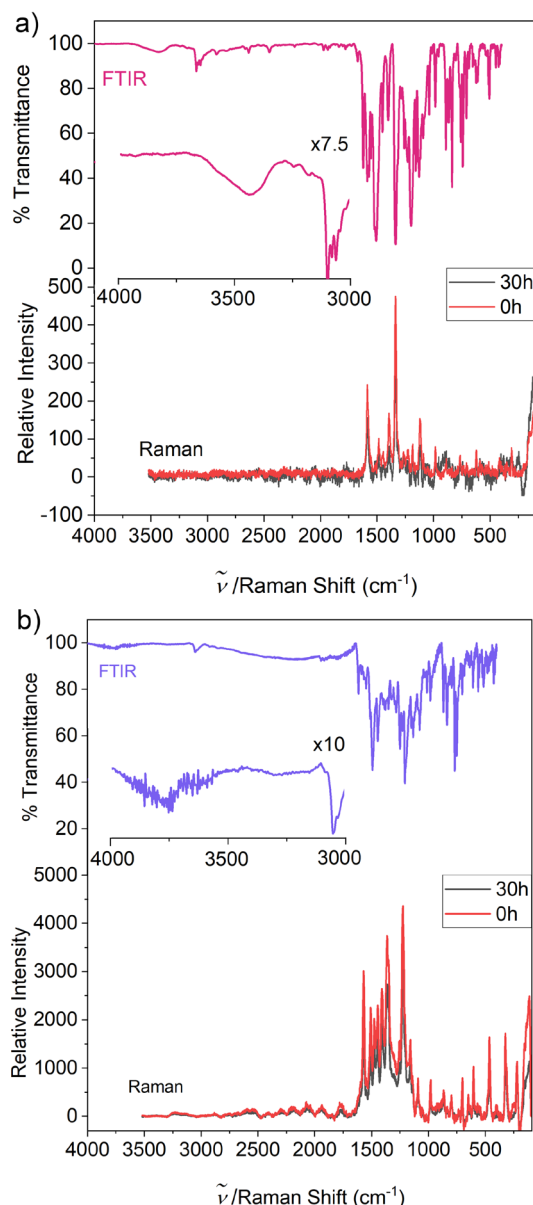 a)
100
80
60
40
20
0
% Transmittance
FTIR
x7.5
4000 3500 3000
500
400
300
200
100
0
-100
Relative Intensity
30h
0h
Raman
4000 3500 3000 2500 2000 1500 1000 500
ν̃ /Raman Shift (cm⁻¹)
b)
100
80
60
40
20
% Transmittance
FTIR
x10
4000 3500 3000
5000
4000
3000
2000
1000
0
Relative Intensity
30h
0h
Raman
4000 3500 3000 2500 2000 1500 1000 500
ν̃ /Raman Shift (cm⁻¹)